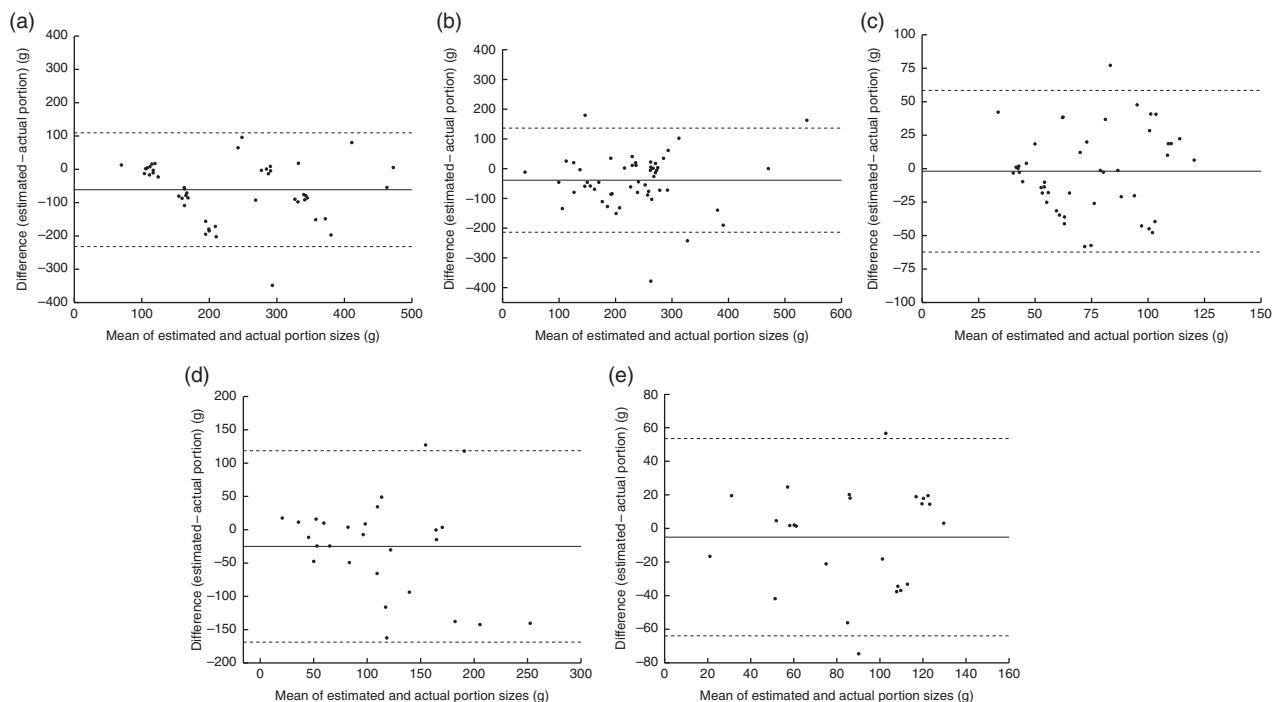 (a)
400
300
200
100
0
−100
−200
−300
−400
0 100 200 300 400 500
Difference (estimated−actual portion) (g)
Mean of estimated and actual portion sizes (g)
(b)
400
300
200
100
0
−100
−200
−300
−400
0 100 200 300 400 500 600
Difference (estimated−actual portion) (g)
Mean of estimated and actual portion sizes (g)
(c)
100
75
50
25
0
−25
−50
−75
−100
0 25 50 75 100 125 150
Difference (estimated−actual portion) (g)
Mean of estimated and actual portion sizes (g)
(d)
200
150
100
50
0
−50
−100
−150
−200
0 50 100 150 200 250 300
Difference (estimated−actual portion) (g)
Mean of estimated and actual portion sizes (g)
(e)
80
60
40
20
0
−20
−40
−60
−80
0 20 40 60 80 100 120 140 160
Difference (estimated−actual portion) (g)
Mean of estimated and actual portion sizes (g)